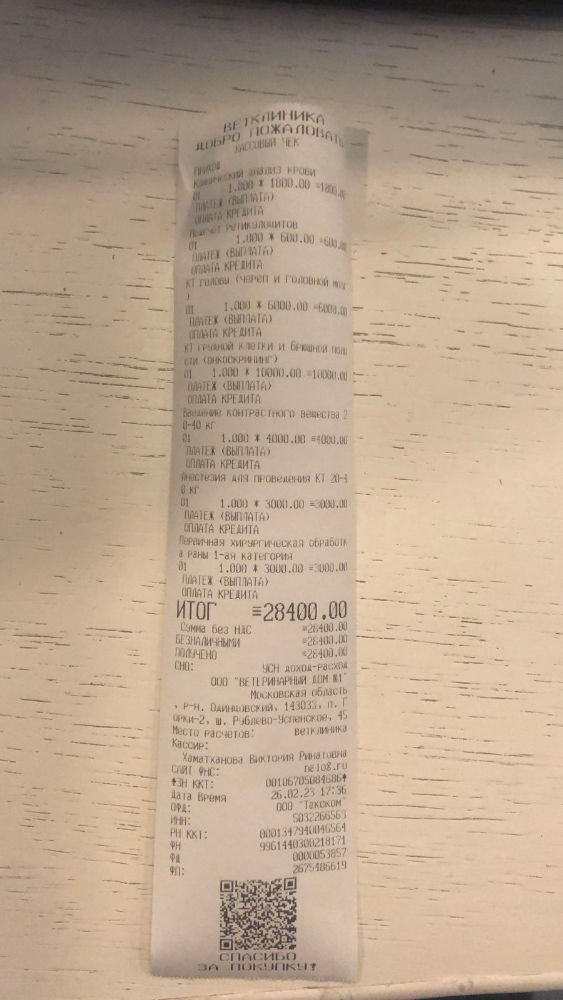 ВЕТКЛИНИКА
ДОБРО ПОЖАЛОВАТЬ
КАССОВЫЙ ЧЕК
ПРИХОД
Клинический анализ крови
01 1.000 * 1800.00 =1800.00
ПЛАТЕЖ (ВЫПЛАТА)
ОПЛАТА КРЕДИТА
Подсчет ретикулоцитов
01 1.000 * 600.00 =600.00
ПЛАТЕЖ (ВЫПЛАТА)
ОПЛАТА КРЕДИТА
КТ головы (череп и головной мозг
)
01 1.000 * 6000.00 =6000.00
ПЛАТЕЖ (ВЫПЛАТА)
ОПЛАТА КРЕДИТА
КТ грудной клетки и брюшной поло
сти (онкоскрининг)
01 1.000 * 10000.00 =10000.00
ПЛАТЕЖ (ВЫПЛАТА)
ОПЛАТА КРЕДИТА
Введение контрастного вещества 2
0-40 кг
01 1.000 * 4000.00 =4000.00
ПЛАТЕЖ (ВЫПЛАТА)
ОПЛАТА КРЕДИТА
Анестезия для проведения КТ 20-4
0 кг
01 1.000 * 3000.00 =3000.00
ПЛАТЕЖ (ВЫПЛАТА)
ОПЛАТА КРЕДИТА
Первичная хирургическая обработк
а раны 1-ая категория
01 1.000 * 3000.00 =3000.00
ПЛАТЕЖ (ВЫПЛАТА)
ОПЛАТА КРЕДИТА
ИТОГ =28400.00
Сумма без НДС =28400.00
БЕЗНАЛИЧНЫМИ =28400.00
ПОЛУЧЕНО =28400.00
СНО: УСН доход-расход
ООО "ВЕТЕРИНАРНЫЙ ДОМ №1"
Московская область
, р-н. Одинцовский, 143033, п. Г
орки-2, ш. Рублево-Успенское, 45
Место расчетов: ветклиника
Кассир:
Хаматханова Виктория Ринатовна
САЙТ ФНС: nalog.ru
ЗН ККТ: 00106705084686
Дата Время 26.02.23 17:36
ОФД: ООО "Такском"
ИНН: 5032266563
РН ККТ: 0001347940046564
ФН 9961440300218171
ФД 0000053857
ФП: 2675486619
СПАСИБО
ЗА ПОКУПКУ!